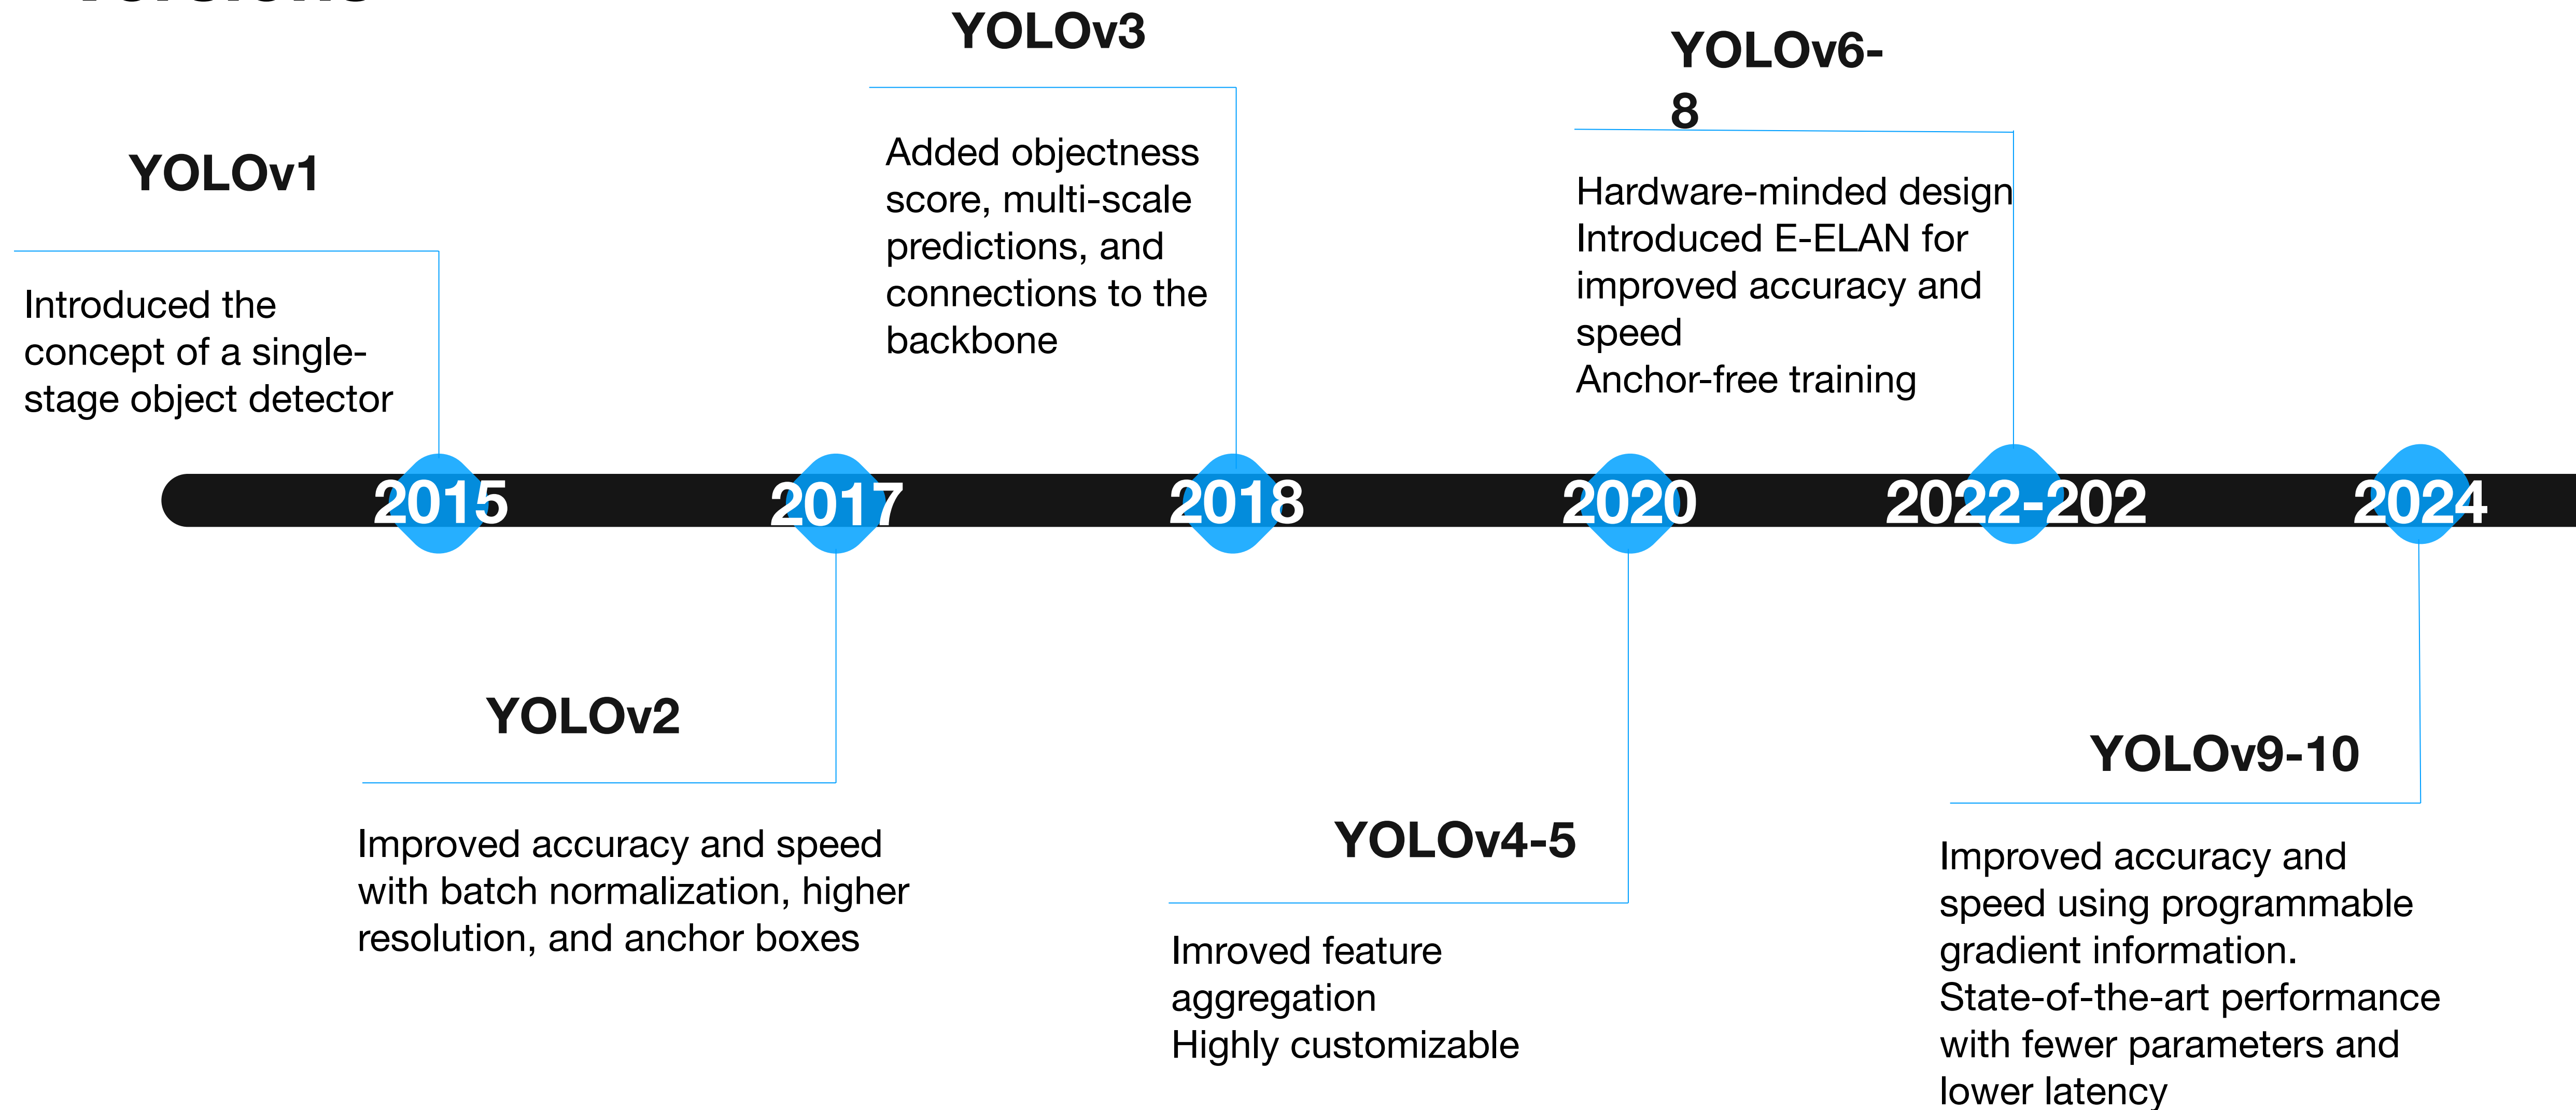 YOLOv3
YOLOv6-
8
YOLOv1
Added objectness
score, multi-scale
predictions, and
connections to the
backbone
Hardware-minded design
Introduced E-ELAN for
improved accuracy and
speed
Anchor-free training
Introduced the
concept of a single-
stage object detector
2015
2017
2018
2020
2022-202
2024
YOLOv2
Improved accuracy and speed
with batch normalization, higher
resolution, and anchor boxes
YOLOv4-5
Imroved feature
aggregation
Highly customizable
YOLOv9-10
Improved accuracy and
speed using programmable
gradient information.
State-of-the-art performance
with fewer parameters and
lower latency